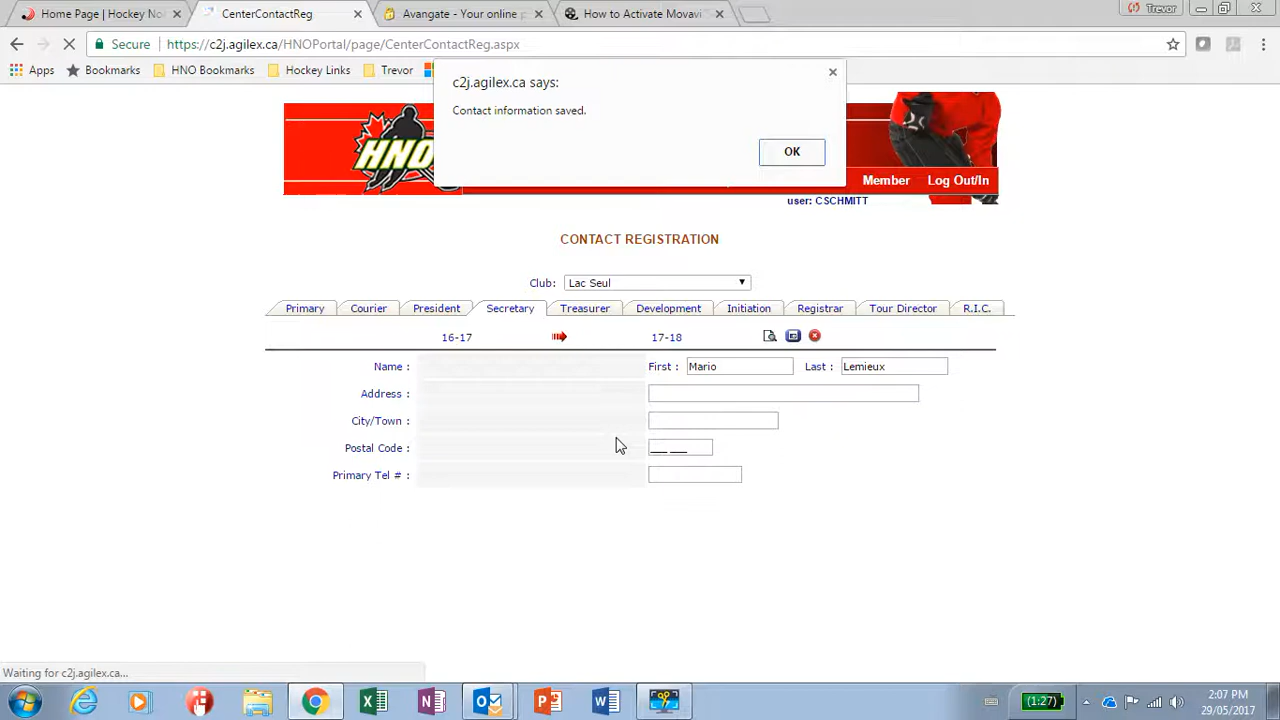 Home Page | Hockey No
CenterContactReg
Avangate - Your online p
How to Activate Movavi
Trevor
Secure
https://c2j.agilex.ca/HNOPortal/page/CenterContactReg.aspx
Apps
Bookmarks
HNO Bookmarks
Hockey Links
Trevor
c2j.agilex.ca says:
Contact information saved.
OK
HNO
Member
Log Out/In
user: CSCHMITT
CONTACT REGISTRATION
Club: Lac Seul
Primary
Courier
President
Secretary
Treasurer
Development
Initiation
Registrar
Tour Director
R.I.C.
16-17
17-18
Name :
First : Mario
Last : Lemieux
Address :
City/Town :
Postal Code :
___ ___
Primary Tel # :
Waiting for c2j.agilex.ca...
(1:27)
2:07 PM
29/05/2017